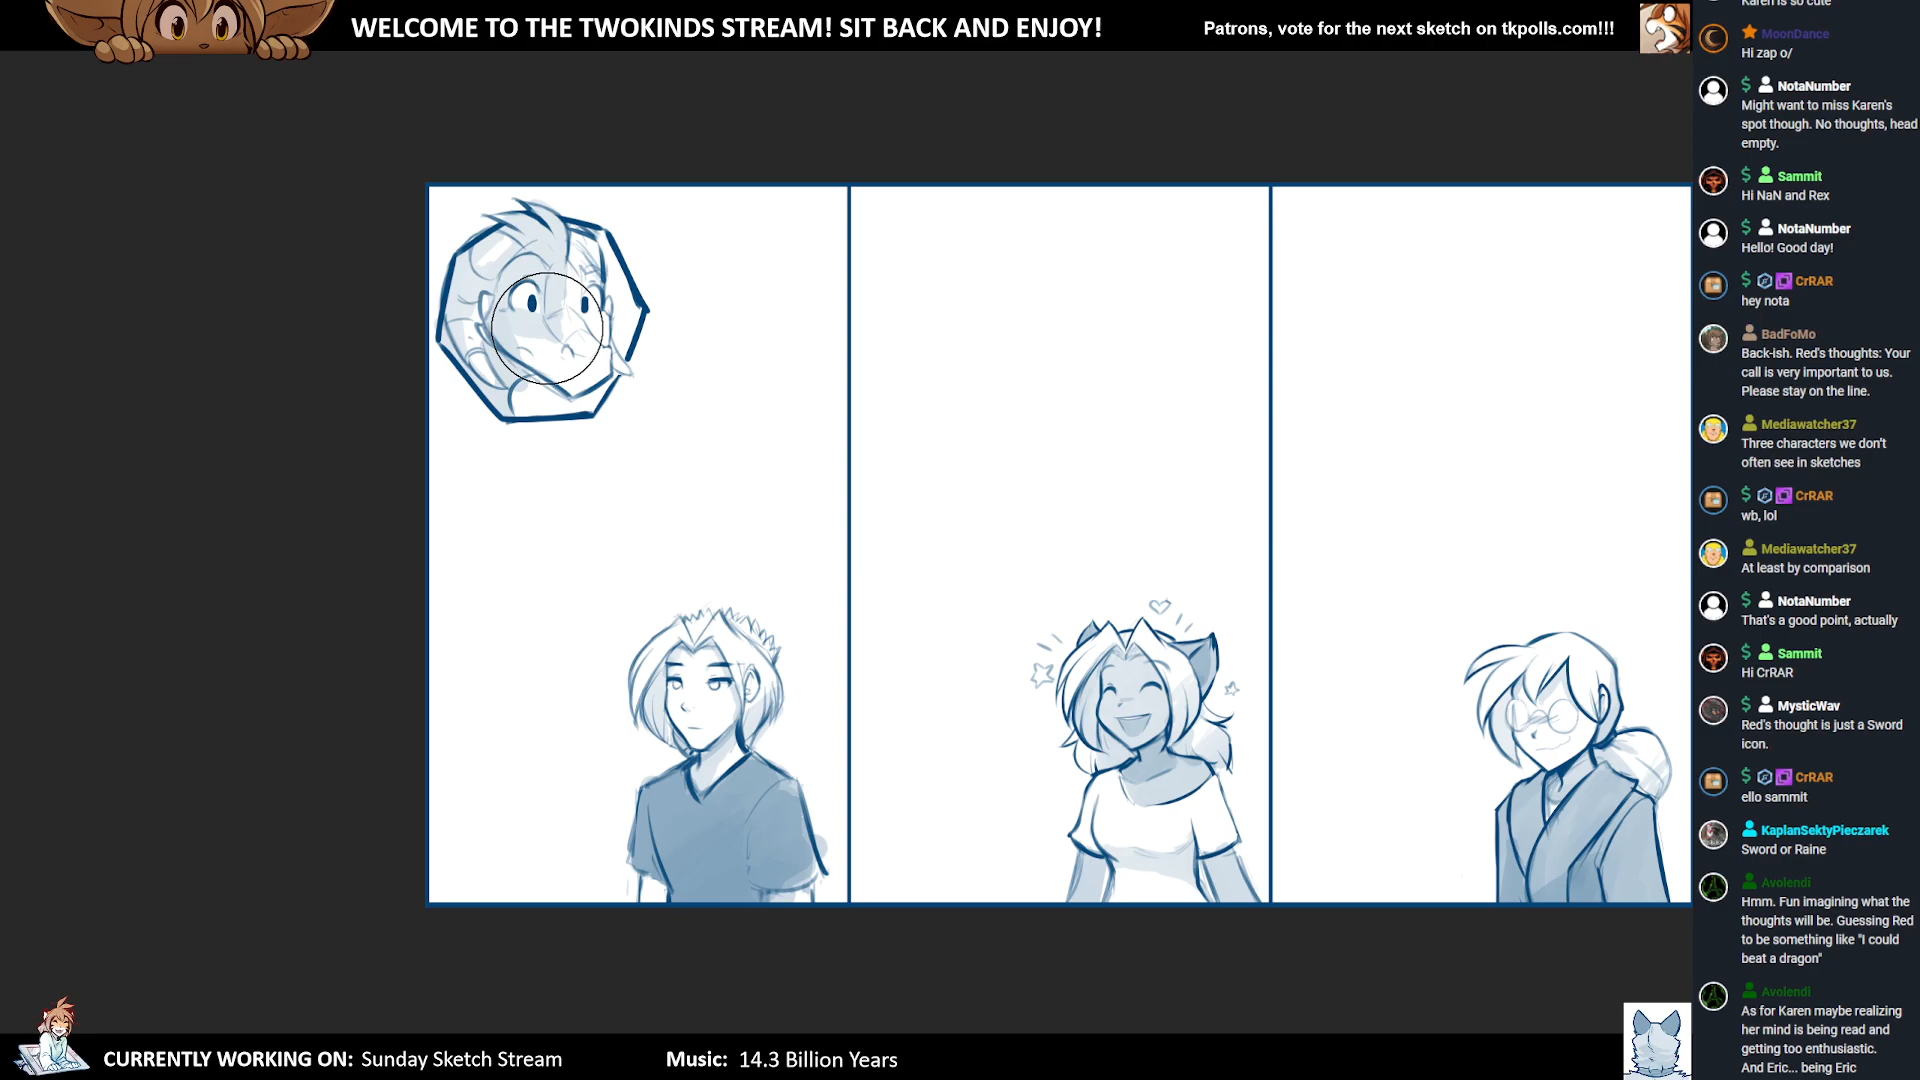 WELCOME TO THE TWOKINDS STREAM! SIT BACK AND ENJOY!
Patrons, vote for the next sketch on tkpolls.com!!!
Karen is so cute
MoonDance
Hi zap o/
NotaNumber
Might want to miss Karen's
spot though. No thoughts, head
empty.
Sammit
Hi NaN and Rex
NotaNumber
Hello! Good day!
CrRAR
hey nota
BadFoMo
Back-ish. Red's thoughts: Your
call is very important to us.
Please stay on the line.
Mediawatcher37
Three characters we don't
often see in sketches
CrRAR
wb, lol
Mediawatcher37
At least by comparison
NotaNumber
That's a good point, actually
Sammit
Hi CrRAR
MysticWav
Red's thought is just a Sword
icon.
CrRAR
ello sammit
KaplanSektyPieczarek
Sword or Raine
Avolendi
Hmm. Fun imagining what the
thoughts will be. Guessing Red
to be something like "I could
beat a dragon"
Avolendi
As for Karen maybe realizing
her mind is being read and
getting too enthusiastic.
And Eric... being Eric
CURRENTLY WORKING ON: Sunday Sketch Stream
Music: 14.3 Billion Years